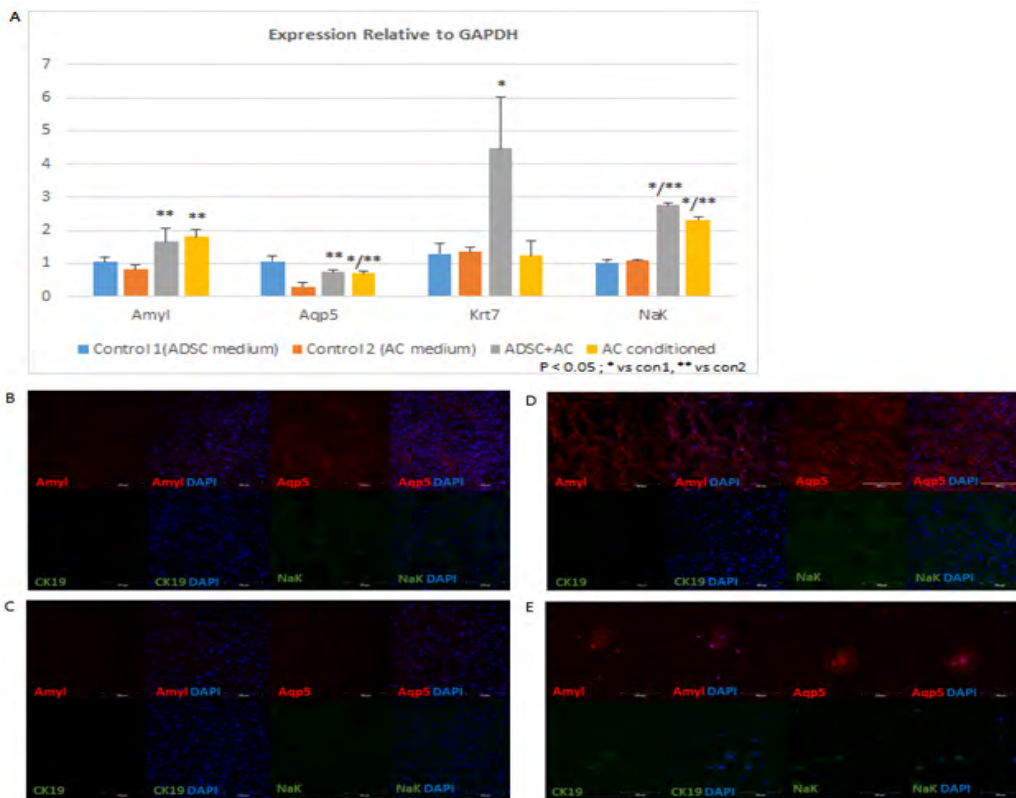 A
Expression Relative to GAPDH
7
6
5
4
3
2
1
0
** **
** */**
*
*/** */**
Amyl Aqp5 Krt7 NaK
Control 1(ADSC medium) Control 2 (AC medium) ADSC+AC AC conditioned
P < 0.05 ; * vs con1, ** vs con2
B
Amyl Amyl DAPI Aqp5 Aqp5 DAPI
CK19 CK19 DAPI NaK NaK DAPI
D
Amyl Amyl DAPI Aqp5 Aqp5 DAPI
CK19 CK19 DAPI NaK NaK DAPI
C
Amyl Amyl DAPI Aqp5 Aqp5 DAPI
CK19 CK19 DAPI NaK NaK DAPI
E
Amyl Amyl DAPI Aqp5 Aqp5 DAPI
CK19 CK19 DAPI NaK NaK DAPI